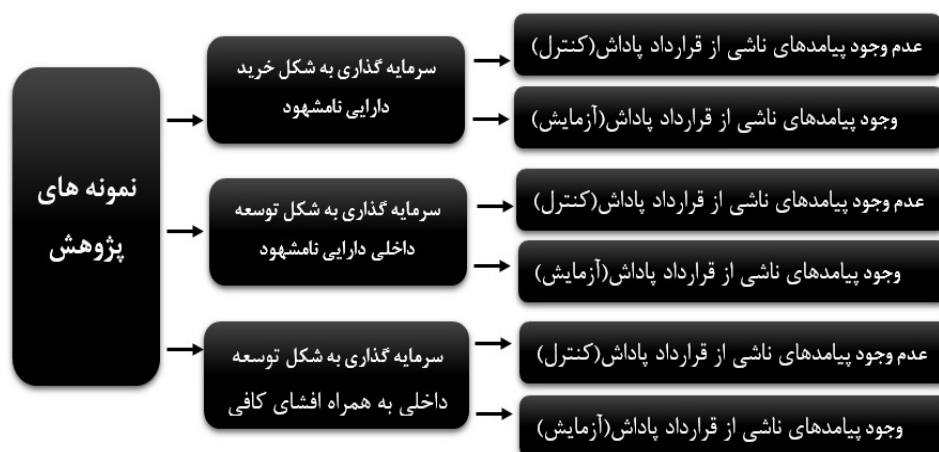 نمونه های
پژوهش
سرمایه گذاری به شکل خرید
دارایی نامشهود
عدم وجود پیامدهای ناشی از قرارداد پاداش(کنترل)
وجود پیامدهای ناشی از قرارداد پاداش(آزمایش)
سرمایه گذاری به شکل توسعه
داخلی دارایی نامشهود
عدم وجود پیامدهای ناشی از قرارداد پاداش(کنترل)
وجود پیامدهای ناشی از قرارداد پاداش(آزمایش)
سرمایه گذاری به شکل توسعه
داخلی به همراه افشای کافی
عدم وجود پیامدهای ناشی از قرارداد پاداش(کنترل)
وجود پیامدهای ناشی از قرارداد پاداش(آزمایش)